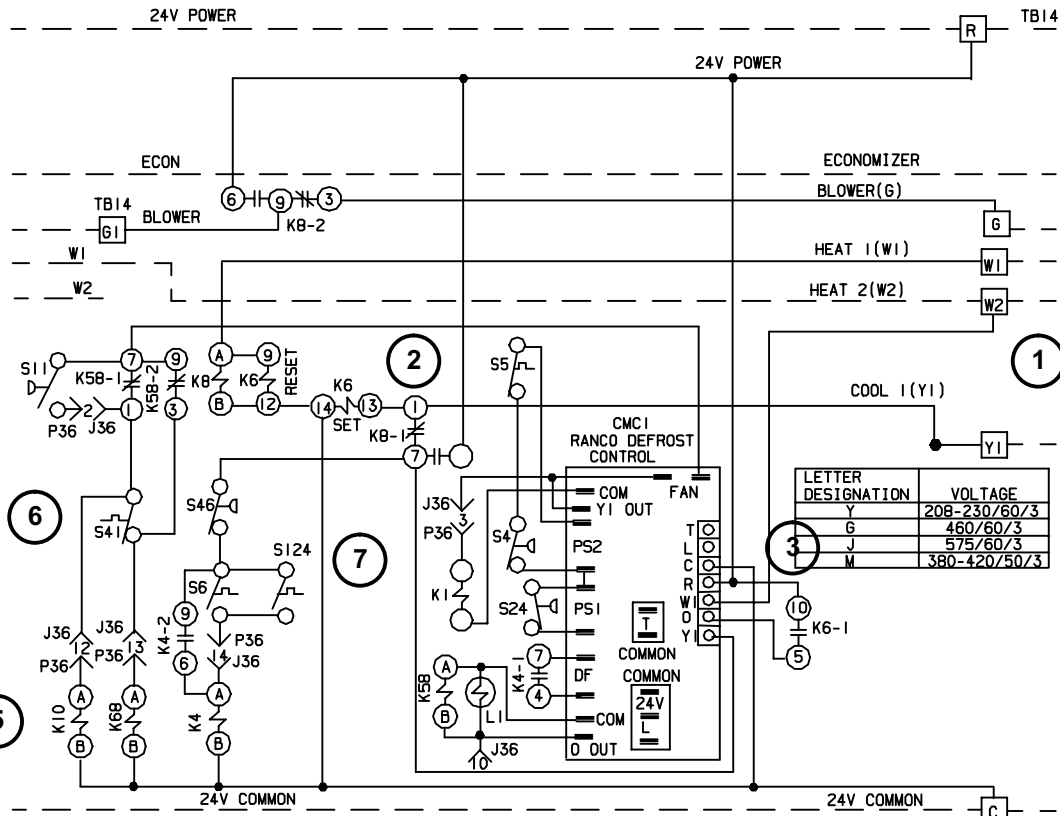 24V POWER
TB14
R
24V POWER
ECON
ECONOMIZER
6
9
3
BLOWER(G)
TB14
BLOWER
G1
K8-2
G
W1
HEAT 1(W1)
W1
W2
HEAT 2(W2)
W2
2
1
S11
7
9
A
9
RESET
S5
K58-1
K58-2
K8
K6
K6
COOL 1(Y1)
2
1
3
B
12
14
13
1
P36
J36
SET
K8-1
CMC1
RANCO DEFROST
CONTROL
Y1
7
LETTER
DESIGNATION
VOLTAGE
Y
208-230/60/3
G
460/60/3
J
575/60/3
M
380-420/50/3
FAN
COM
Y1 OUT
J36
3
P36
6
S41
S46
7
S4
PS2
T
L
C
R
W1
O
Y1
3
S124
S6
K1
S24
PS1
10
K6-1
5
T
COMMON
9
K4-2
6
J36
12
P36
J36
13
P36
P36
14
J36
A
K58
B
L1
7
K4-1
4
DF
COMMON
24V
L
COM
O OUT
5
A
K10
B
A
K68
B
A
K4
B
J36
10
24V COMMON
24V COMMON
C